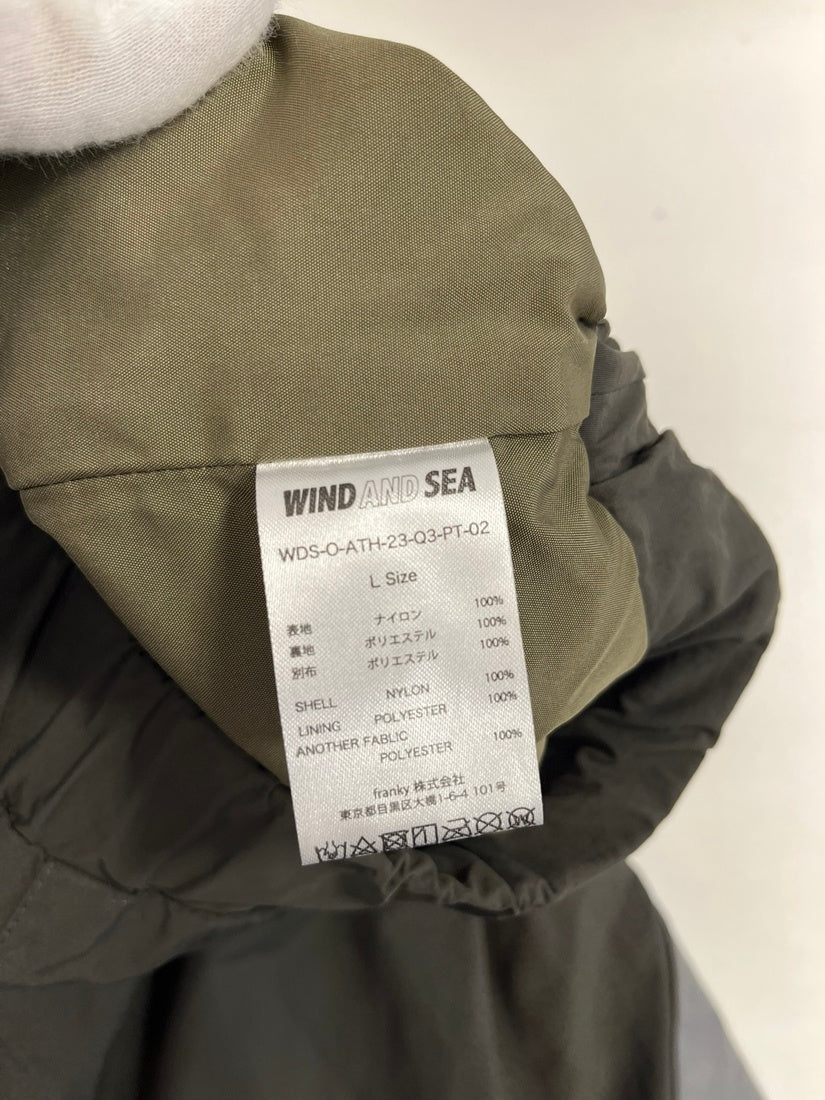 WIND AND SEA
WDS-O-ATH-23-Q3-PT-02
L Size
表地 ナイロン 100%
裏地 ポリエステル 100%
別布 ポリエステル 100%
SHELL NYLON 100%
LINING POLYESTER 100%
ANOTHER FABLIC
POLYESTER 100%
franky 株式会社
東京都目黒区大橋1-6-4 101号